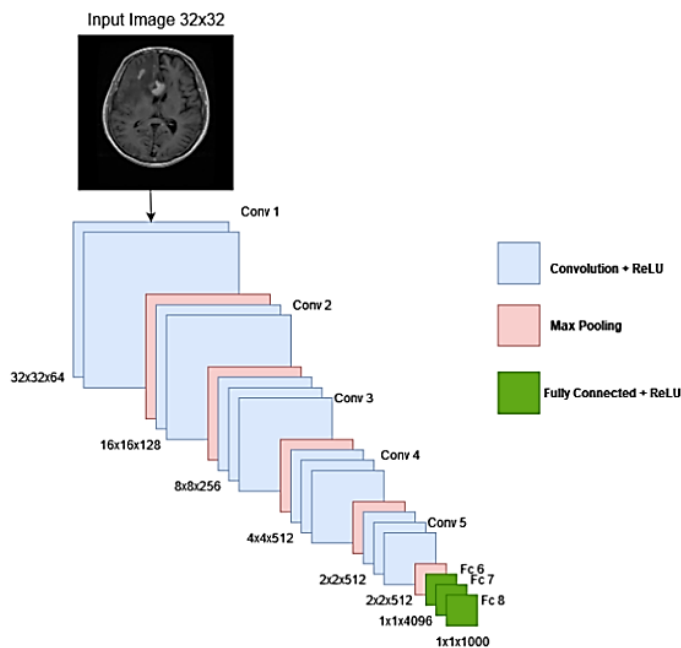 Input Image 32x32
Conv 1
Convolution + ReLU
Conv 2
Max Pooling
32x32x64
Fully Connected + ReLU
Conv 3
16x16x128
Conv 4
8x8x256
Conv 5
4x4x512
Fc 6
2x2x512
Fc 7
2x2x512
Fc 8
1x1x4096
1x1x1000